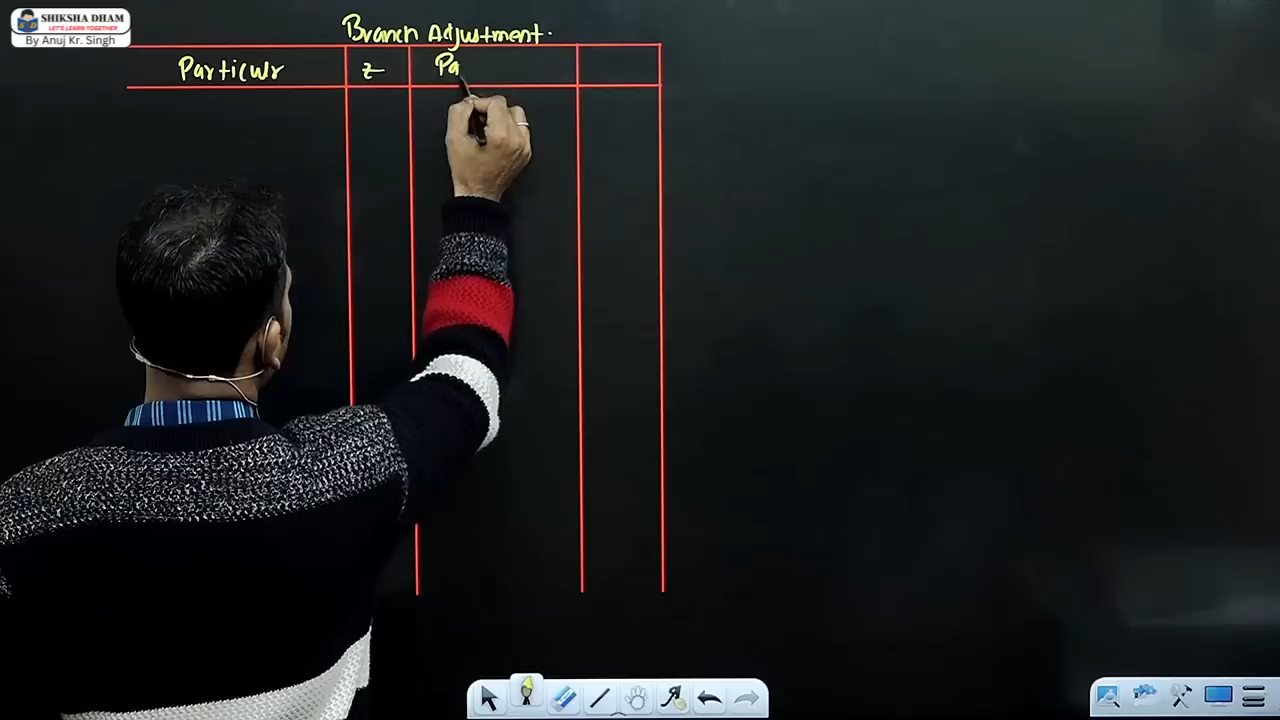 SHIKSHA DHAM
LET'S LEARN TOGETHER
By Anuj Kr. Singh
Branch Adjustment.
Particulr
Pa